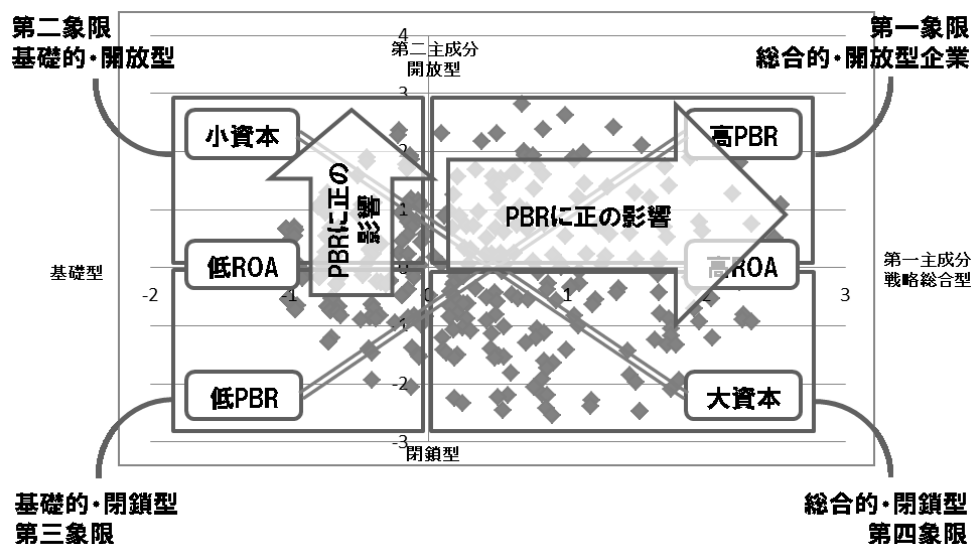 第二象限
基礎的・開放型
第一象限
総合的・開放型企業
4
第二主成分
開放型
3
小資本
高PBR
2
PBRに正の
影響
PBRに正の影響
1
基礎型
低ROA
0
高ROA
第一主成分
戦略総合型
-2
-1
0
1
2
3
-1
低PBR
-2
大資本
-3
閉鎖型
基礎的・閉鎖型
第三象限
総合的・閉鎖型
第四象限